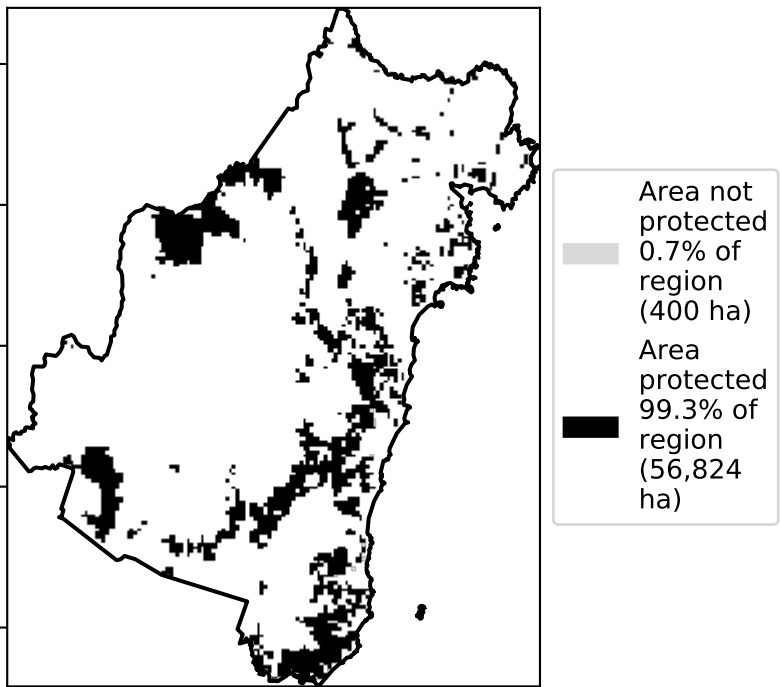 Area not
protected
0.7% of
region
(400 ha)
Area
protected
99.3% of
region
(56,824
ha)